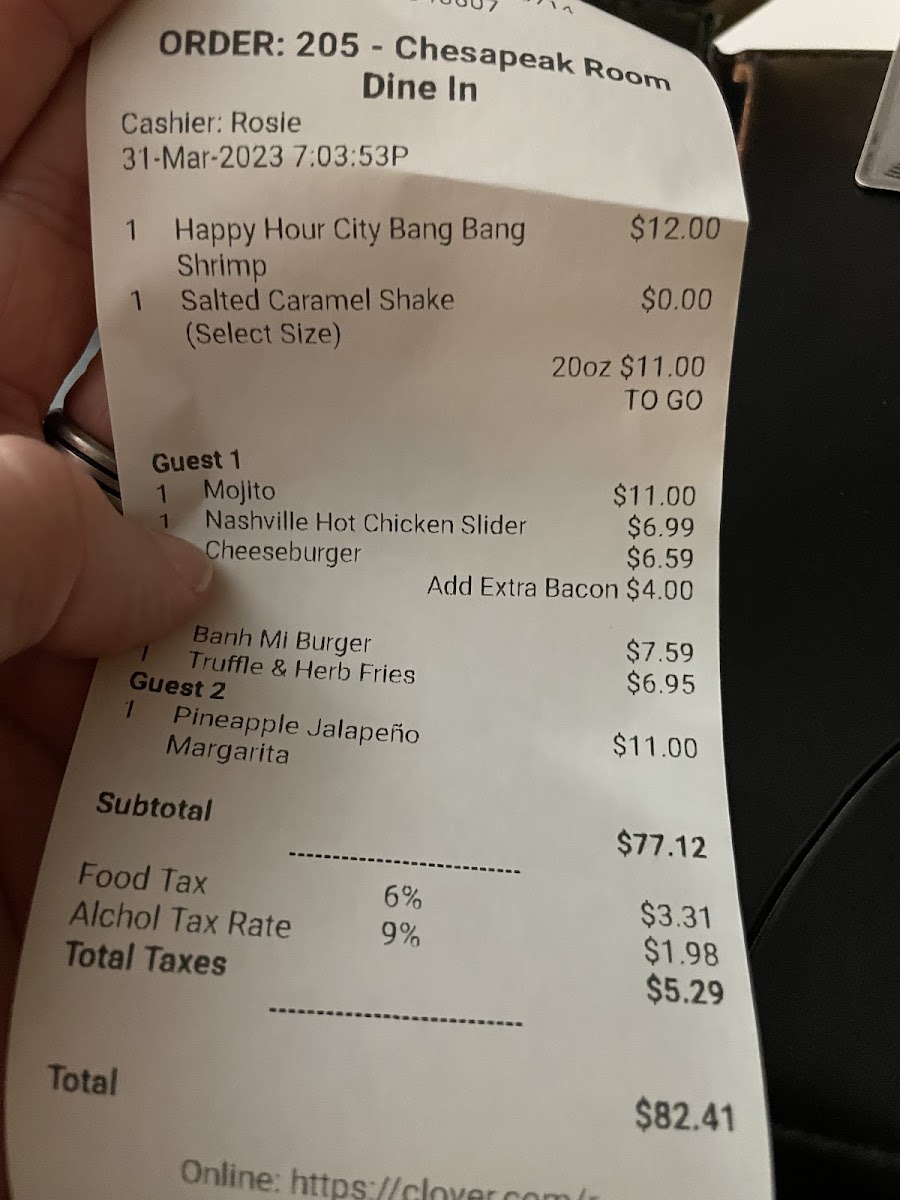 ORDER: 205 - Chesapeak Room
Dine In
Cashier: Rosie
31-Mar-2023 7:03:53P
1 Happy Hour City Bang Bang $12.00
Shrimp
1 Salted Caramel Shake $0.00
(Select Size)
20oz $11.00
TO GO
Guest 1
1 Mojito $11.00
1 Nashville Hot Chicken Slider $6.99
Cheeseburger $6.59
Add Extra Bacon $4.00
Banh Mi Burger $7.59
1 Truffle & Herb Fries $6.95
Guest 2
1 Pineapple Jalapeño
Margarita $11.00
Subtotal $77.12
Food Tax 6% $3.31
Alchol Tax Rate 9% $1.98
Total Taxes $5.29
Total $82.41
Online: https://clover.com/